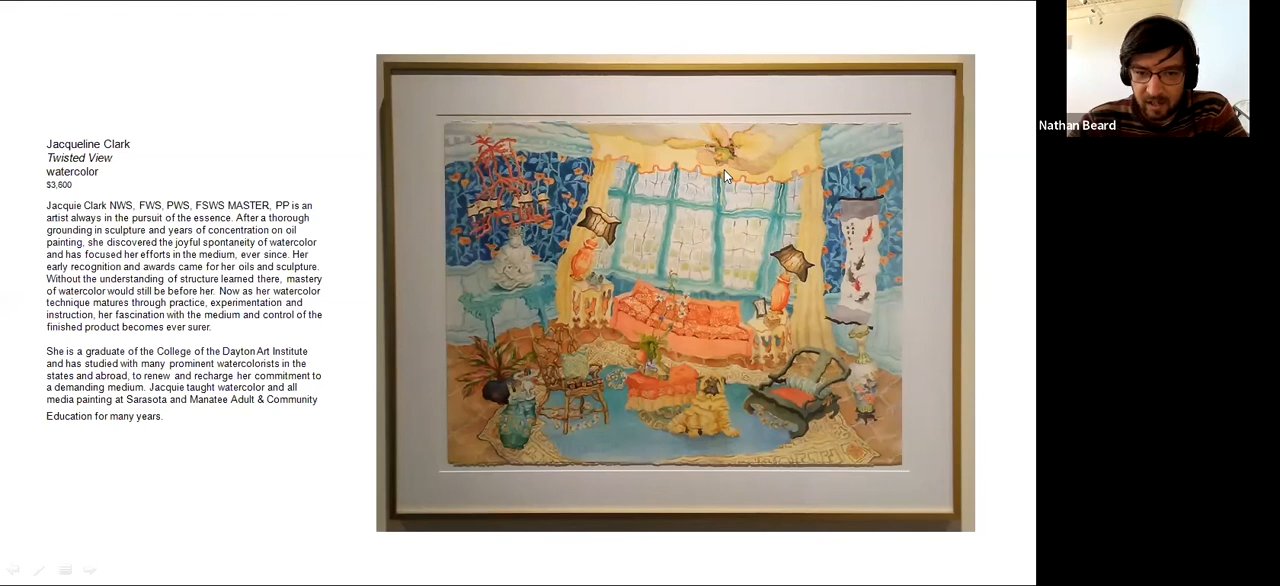 Jacqueline Clark
Twisted View
watercolor
$3,600
Jacquie Clark NWS, FWS, PWS, FSWS MASTER, PP is an
artist always in the pursuit of the essence. After a thorough
grounding in sculpture and years of concentration on oil
painting, she discovered the joyful spontaneity of watercolor
and has focused her efforts in the medium, ever since. Her
early recognition and awards came for her oils and sculpture.
Without the understanding of structure learned there, mastery
of watercolor would still be before her. Now as her watercolor
technique matures through practice, experimentation and
instruction, her fascination with the medium and control of the
finished product becomes ever surer.
She is a graduate of the College of the Dayton Art Institute
and has studied with many prominent watercolorists in the
states and abroad, to renew and recharge her commitment to
a demanding medium. Jacquie taught watercolor and all
media painting at Sarasota and Manatee Adult & Community
Education for many years.
Nathan Beard